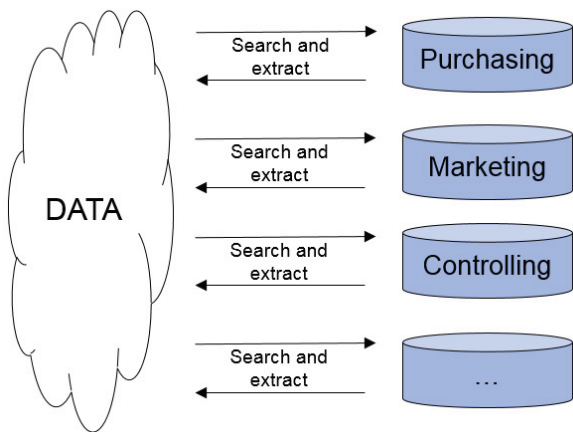 Search and
extract
Purchasing
Search and
extract
Marketing
DATA
Search and
extract
Controlling
Search and
extract
...